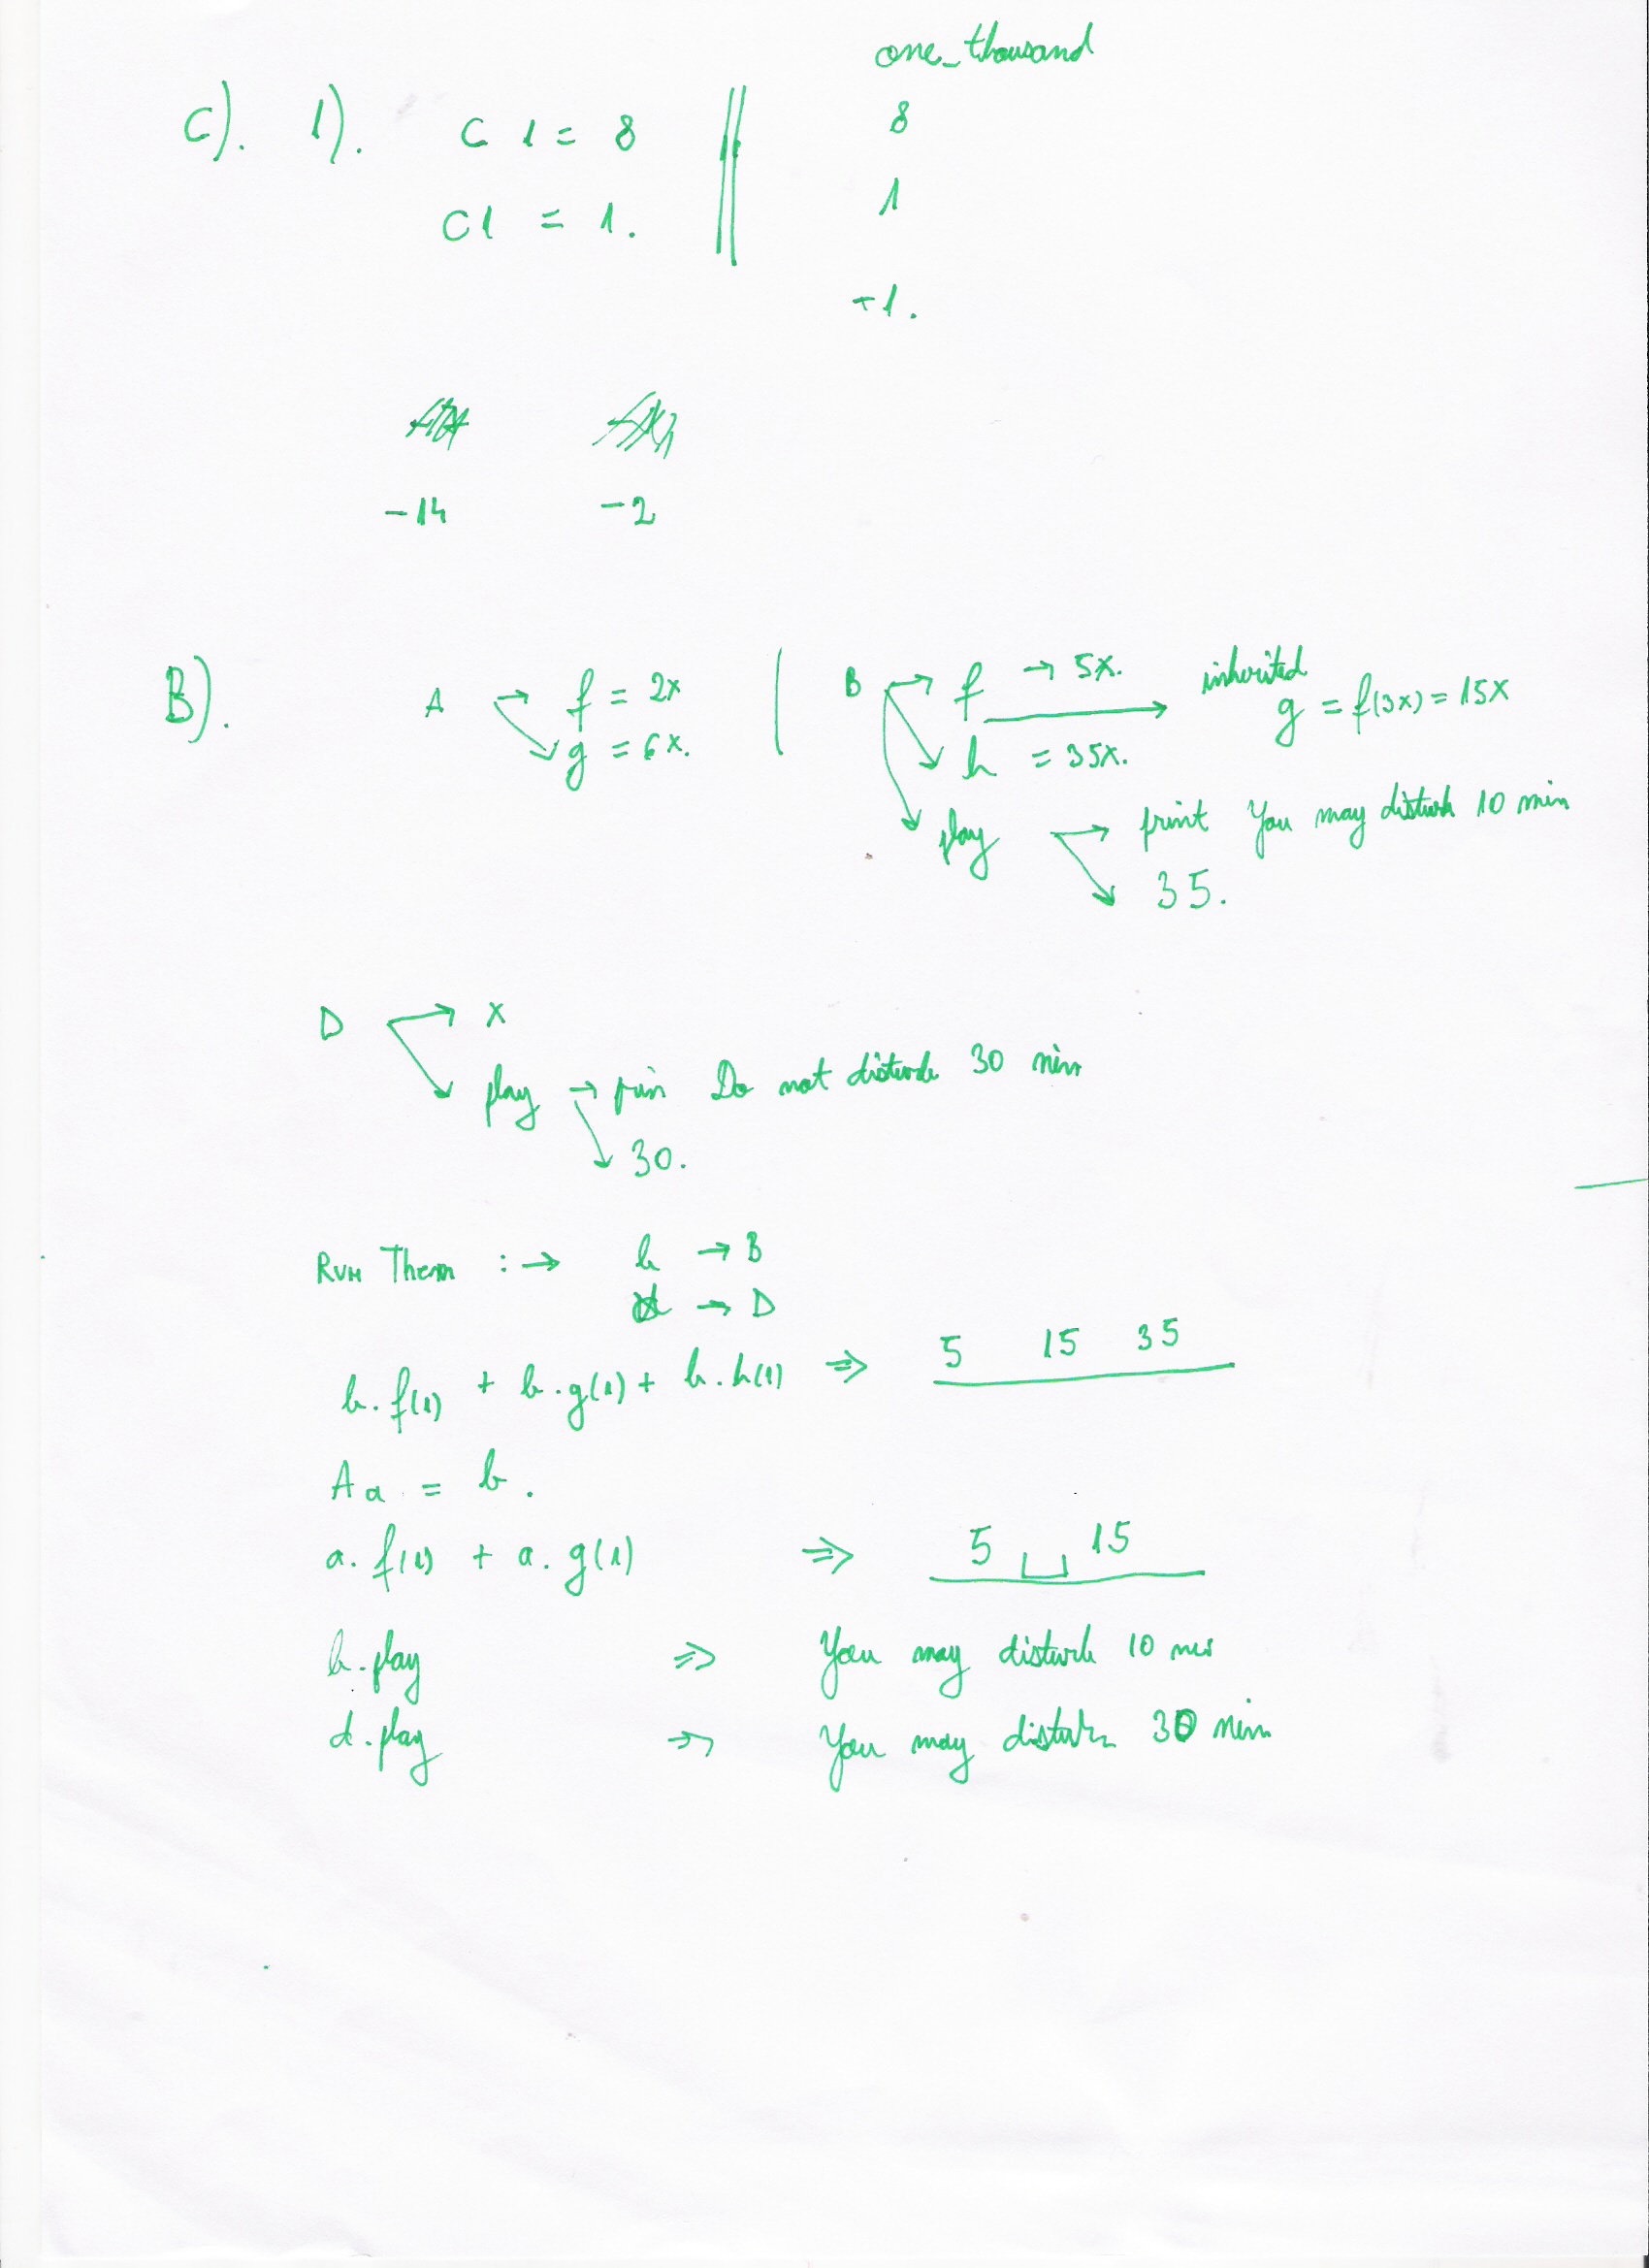 one_thousand
C). 1). C 1 = 8 || 8
C1 = 1. 1
+1.
-14 -2
B). A → f = 2x | B → f → 5x. inherited
g = 6x. g = f(3x) = 15x
h = 35x.
play → print You may disturb 10 min
35.
D → x
play → prin Do not disturb 30 min
30.
Run Them : → b → B
d → D
b.f(1) + b.g(1) + b.h(1) ⇒ 5 15 35
A a = b.
a.f(1) + a.g(1) ⇒ 5 ⌴ 15
b.play ⇒ You may disturb 10 min
d.play ⇒ You may disturb 30 min